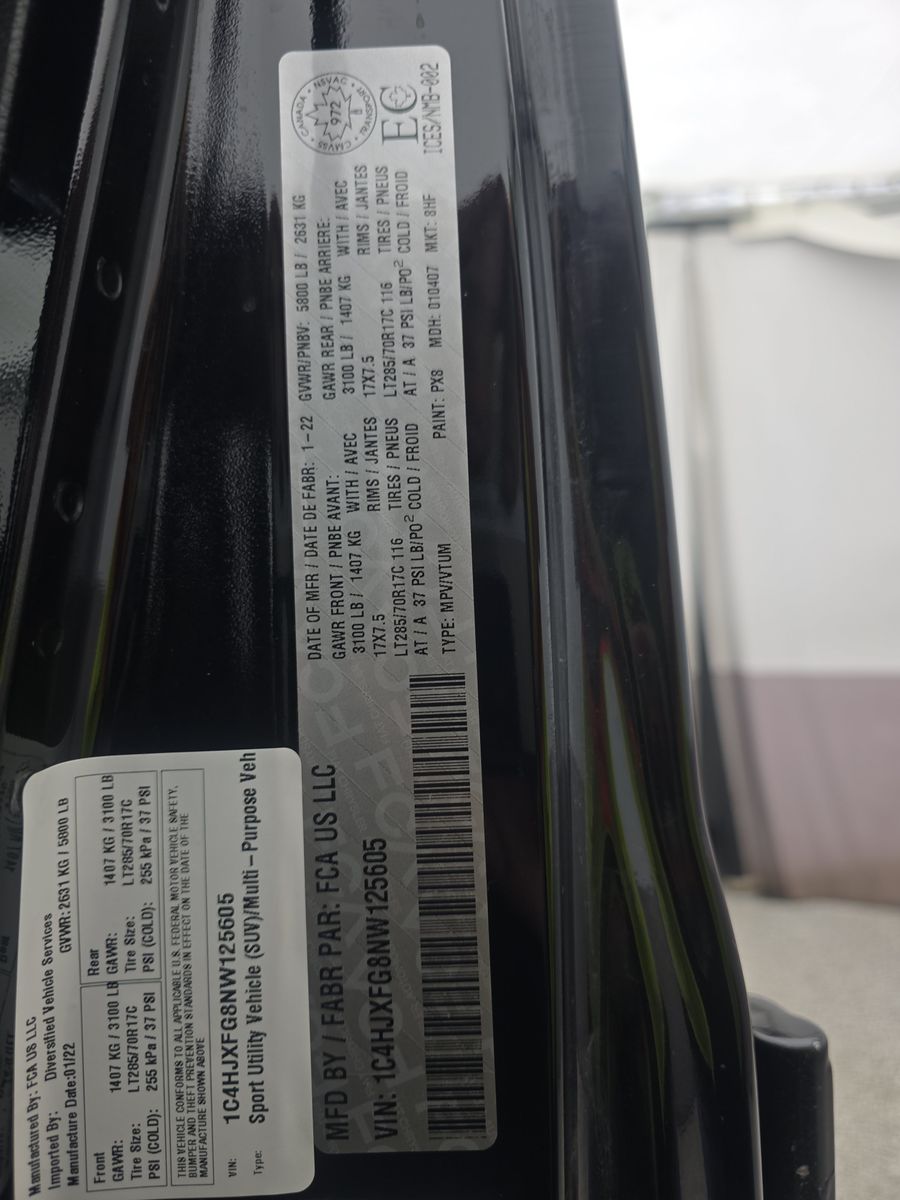 Manufactured By: FCA US LLC
Imported By: Diversified Vehicle Services
Manufacture Date:01/22 GVWR: 2631 KG / 5800 LB
Front
GAWR: 1407 KG / 3100 LB
Tire Size: LT285/70R17C
PSI (COLD): 255 kPa / 37 PSI
Rear
GAWR: 1407 KG / 3100 LB
Tire Size: LT285/70R17C
PSI (COLD): 255 kPa / 37 PSI
THIS VEHICLE CONFORMS TO ALL APPLICABLE U.S. FEDERAL MOTOR VEHICLE SAFETY,
BUMPER AND THEFT PREVENTION STANDARDS IN EFFECT ON THE DATE OF THE
MANUFACTURE SHOWN ABOVE
VIN: 1C4HJXFG8NW125605
Type: Sport Utility Vehicle (SUV)/Multi-Purpose Veh
MFD BY / FABR PAR: FCA US LLC
VIN: 1C4HJXFG8NW125605
DATE OF MFR / DATE DE FABR: 1-22 GVWR/PNBV: 5800 LB / 2631 KG
GAWR FRONT / PNBE AVANT:
3100 LB / 1407 KG WITH / AVEC
17X7.5 RIMS / JANTES
LT285/70R17C 116 TIRES / PNEUS
AT / A 37 PSI LB/PO² COLD / FROID
GAWR REAR / PNBE ARRIERE:
3100 LB / 1407 KG WITH / AVEC
17X7.5 RIMS / JANTES
LT285/70R17C 116 TIRES / PNEUS
AT / A 37 PSI LB/PO² COLD / FROID
TYPE: MPV/VTUM PAINT: PX8 MDH: 010407 MKT: 8HF
CANADA • NSVAC • TRANSPORT • CMVSS
972
EC
ICES/NMB-002